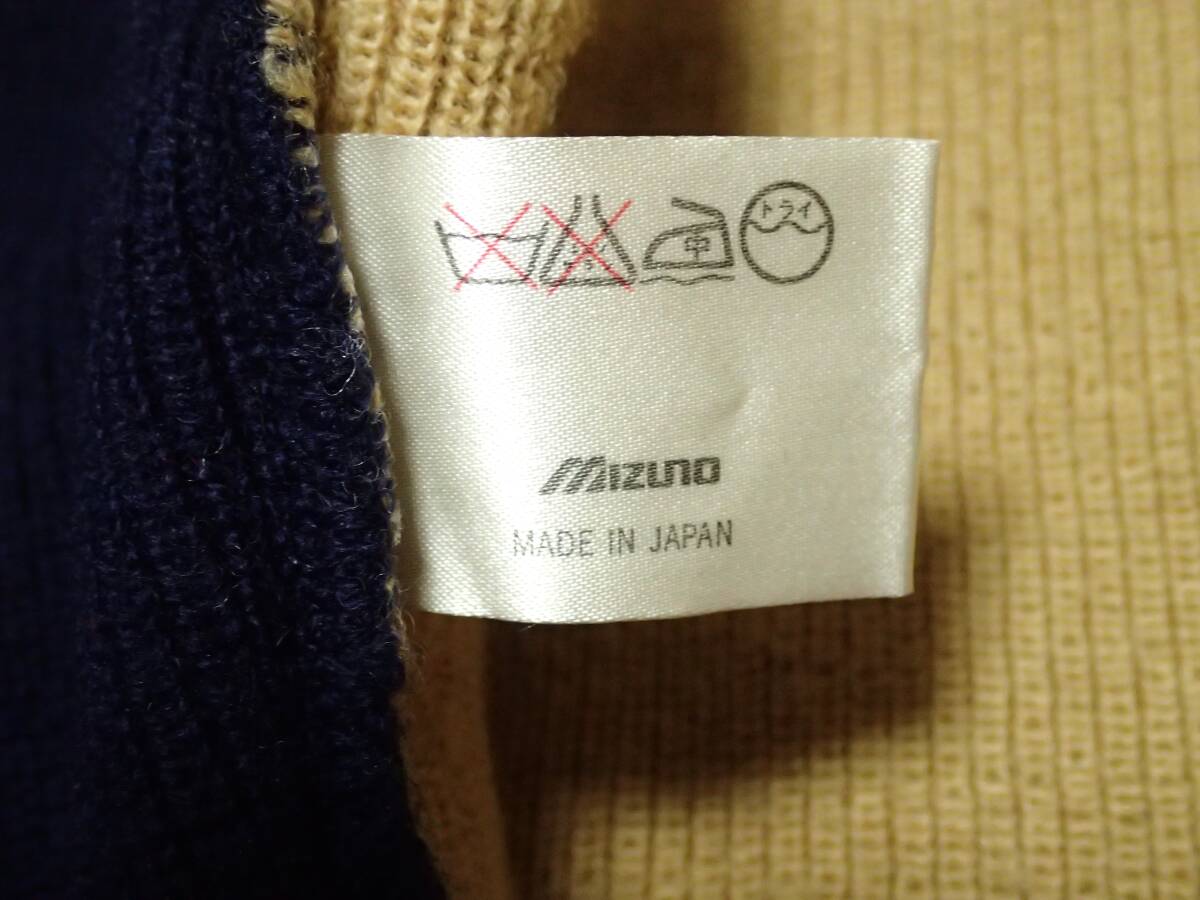 中
ドライ
MIZUNO
MADE IN JAPAN